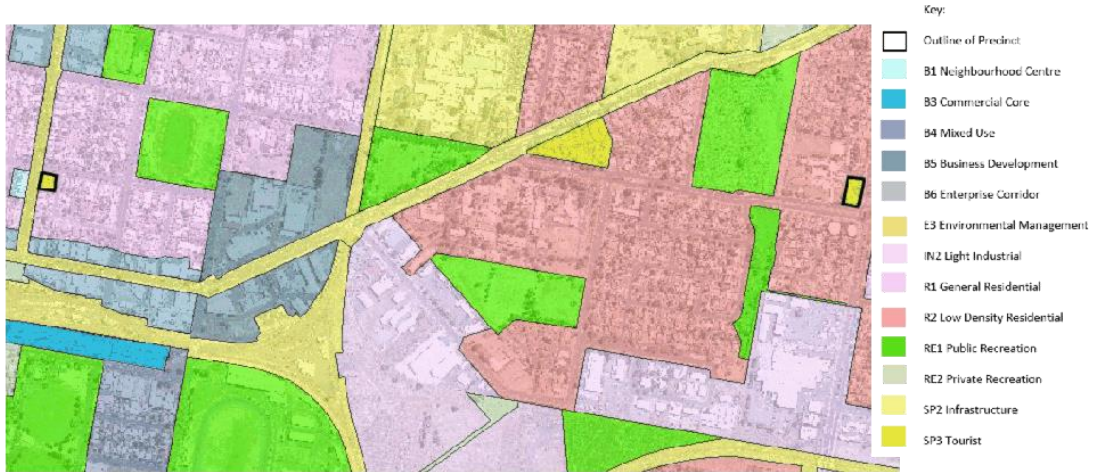 Key:
Outline of Precinct
B1 Neighbourhood Centre
B3 Commercial Core
B4 Mixed Use
B5 Business Development
B6 Enterprise Corridor
E3 Environmental Management
IN2 Light Industrial
R1 General Residential
R2 Low Density Residential
RE1 Public Recreation
RE2 Private Recreation
SP2 Infrastructure
SP3 Tourist